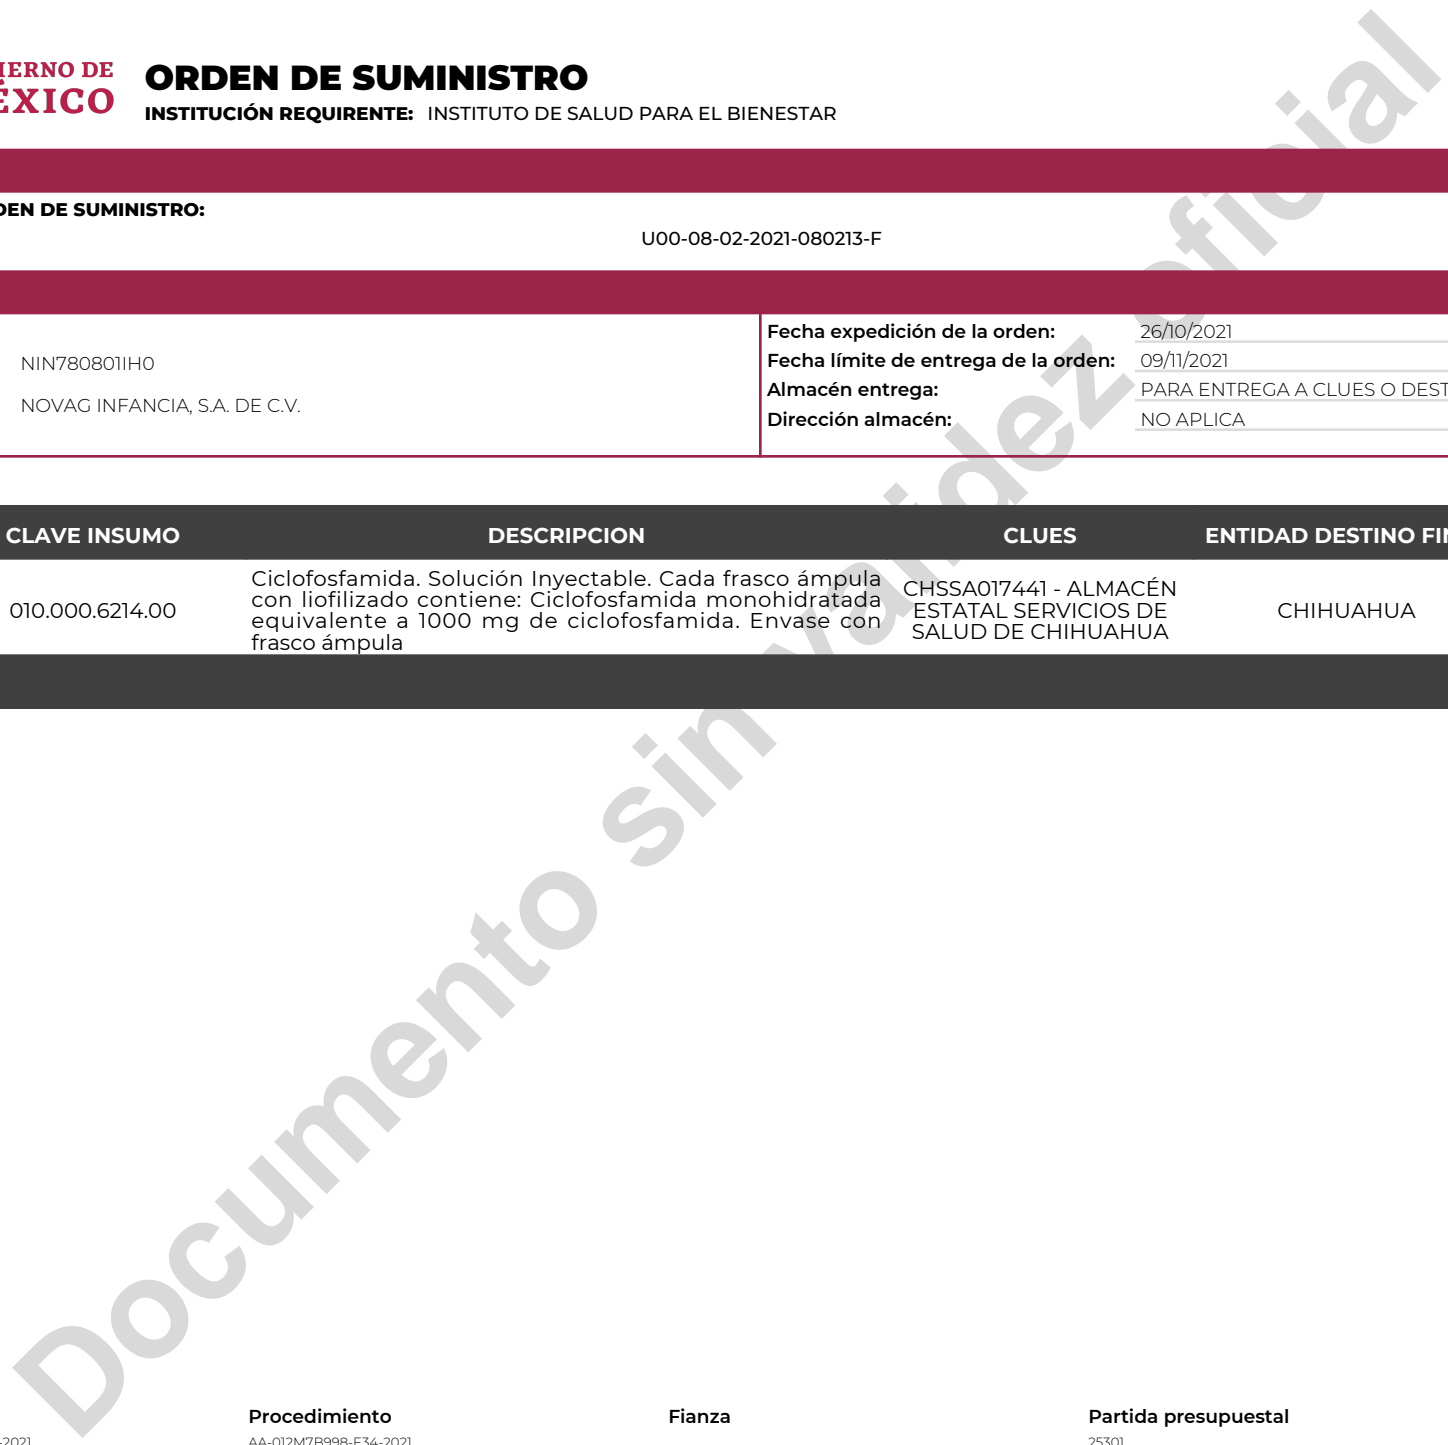 IERNO DE
ÉXICO
ORDEN DE SUMINISTRO
INSTITUCIÓN REQUIRENTE: INSTITUTO DE SALUD PARA EL BIENESTAR
DEN DE SUMINISTRO:
U00-08-02-2021-080213-F
NIN780801IH0
NOVAG INFANCIA, S.A. DE C.V.
Fecha expedición de la orden: 26/10/2021
Fecha límite de entrega de la orden: 09/11/2021
Almacén entrega: PARA ENTREGA A CLUES O DEST
Dirección almacén: NO APLICA
CLAVE INSUMO DESCRIPCION CLUES ENTIDAD DESTINO FIN
010.000.6214.00
Ciclofosfamida. Solución Inyectable. Cada frasco ámpula
con liofilizado contiene: Ciclofosfamida monohidratada
equivalente a 1000 mg de ciclofosfamida. Envase con
frasco ámpula
CHSSA017441 - ALMACÉN
ESTATAL SERVICIOS DE
SALUD DE CHIHUAHUA
CHIHUAHUA
Documento sin validez oficial
Procedimiento Fianza Partida presupuestal
-2021 AA-012M7B998-E34-2021 25301